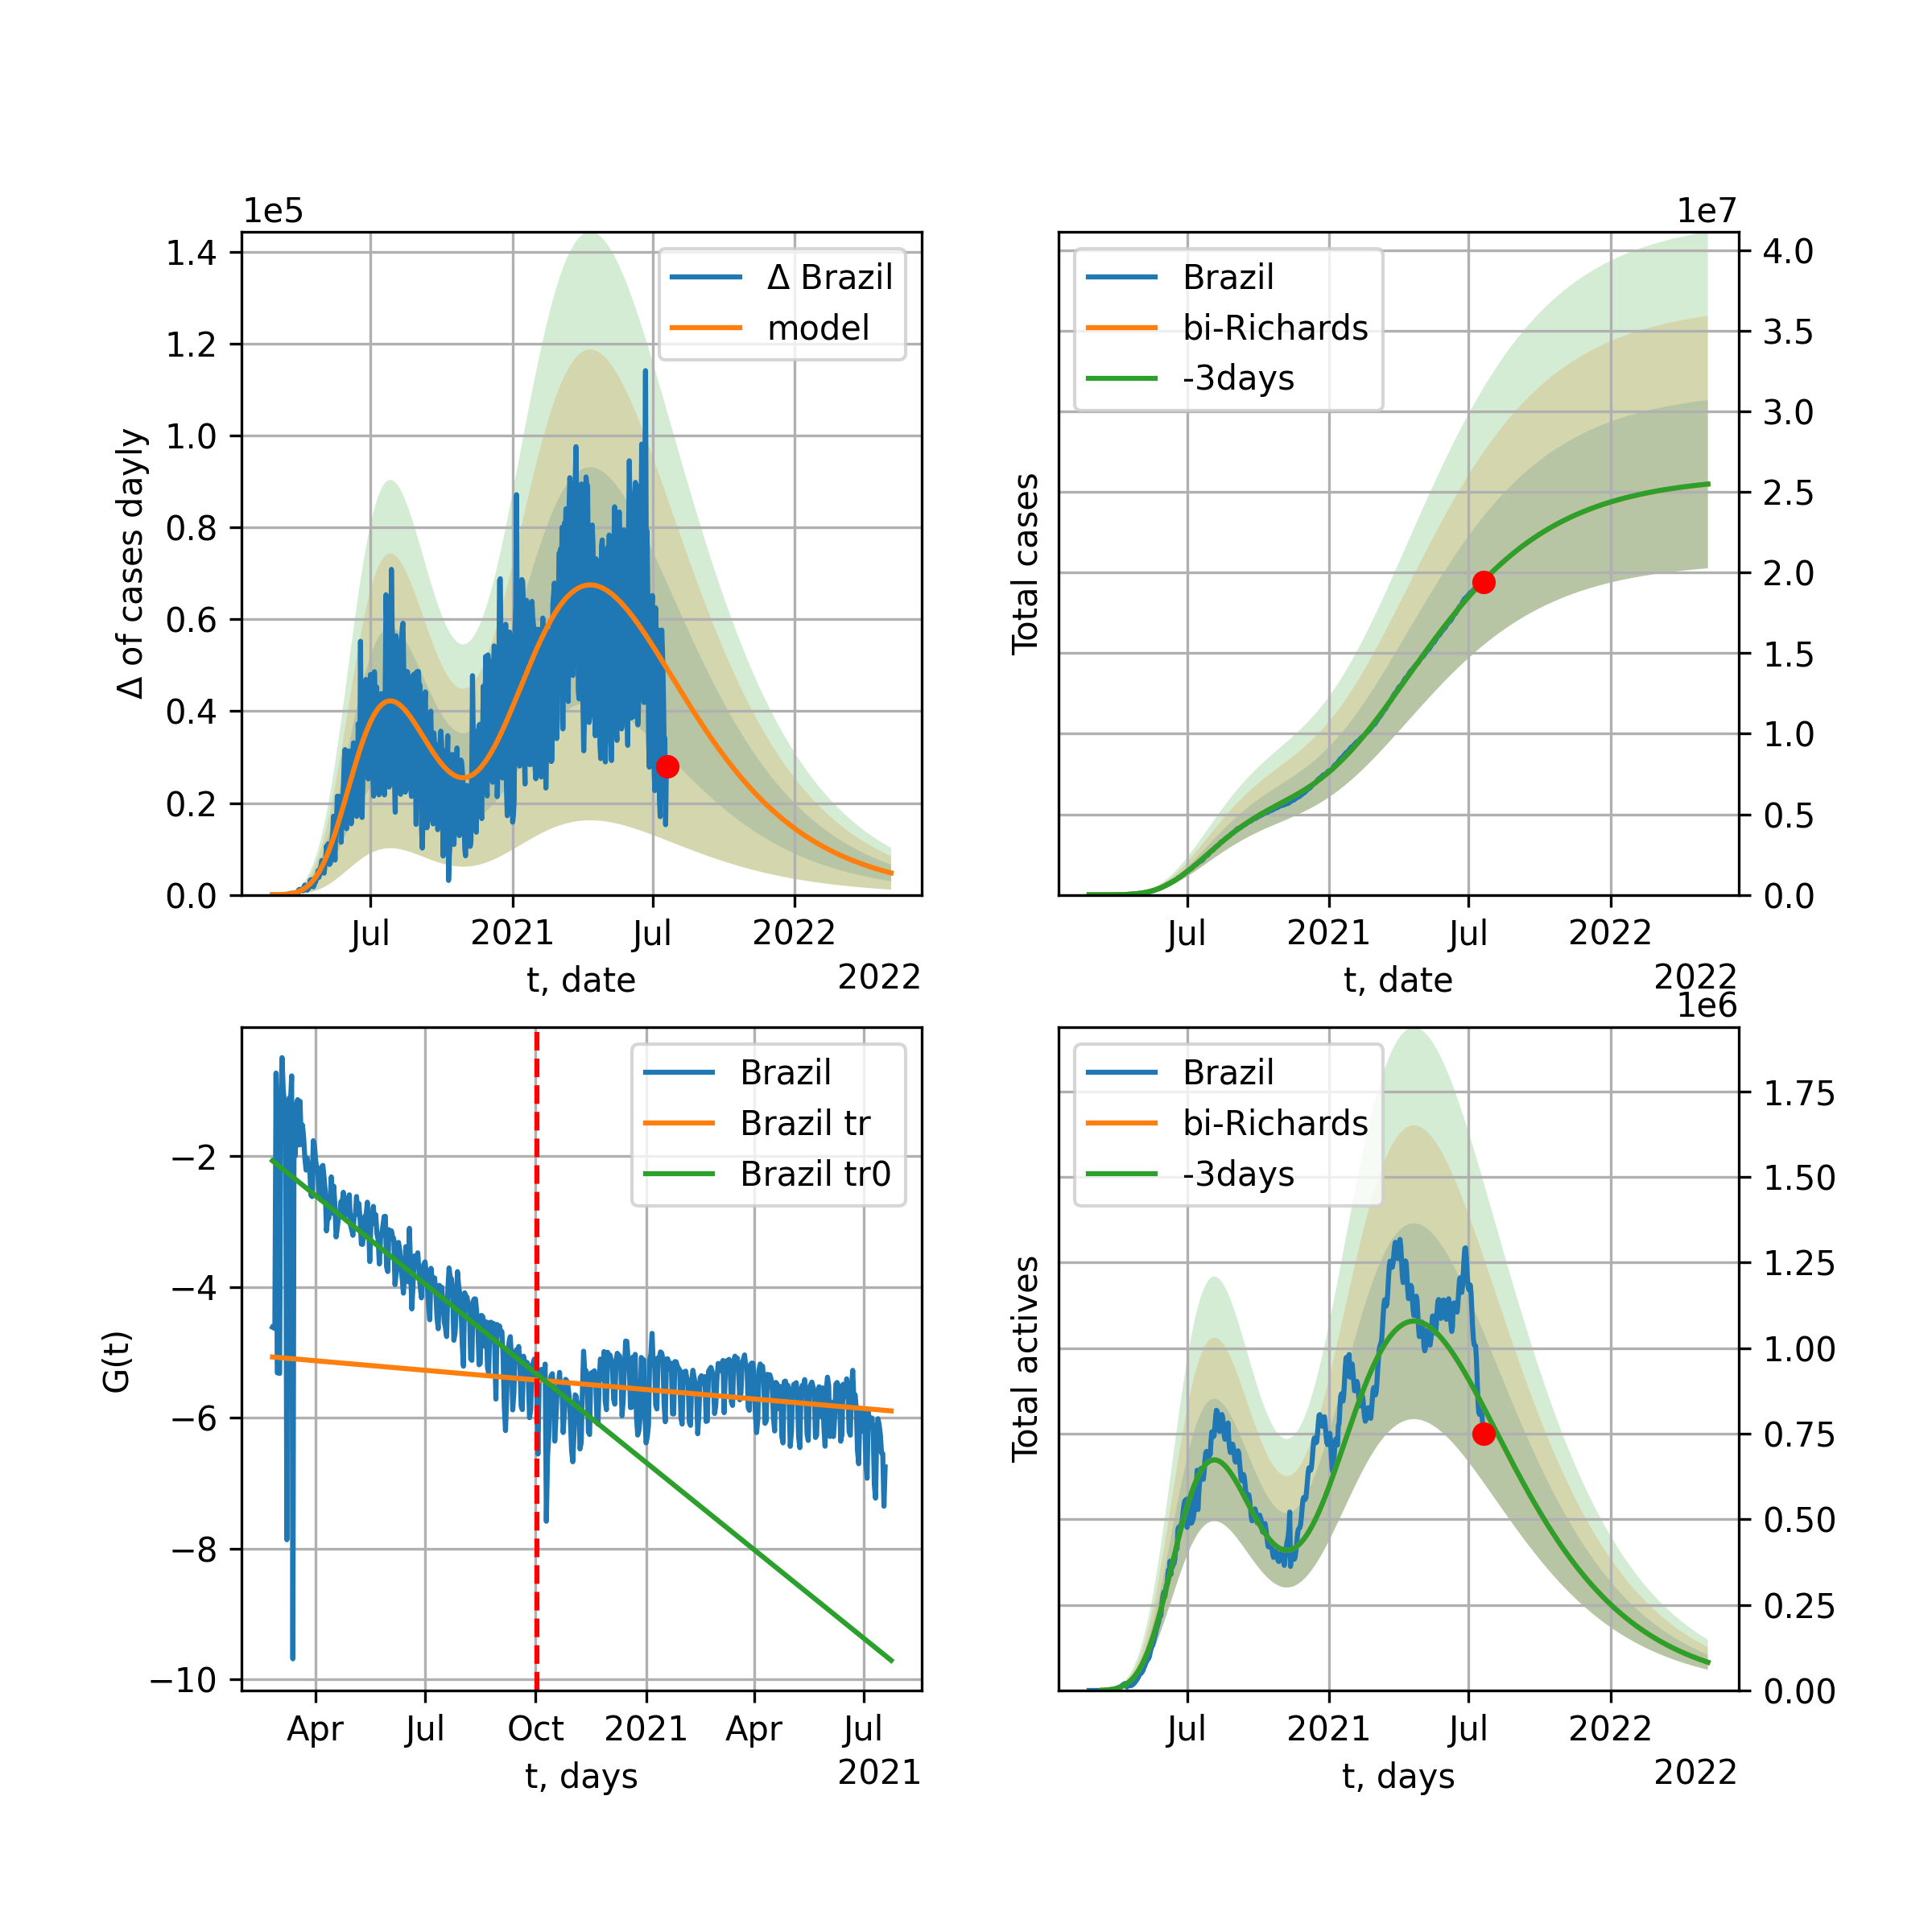 1e5
1.4
1.2
1.0
0.8
0.6
0.4
0.2
0.0
Δ of cases dayly
Δ Brazil
model
Jul
2021
Jul
2022
t, date
2022
1e7
4.0
3.5
3.0
2.5
2.0
1.5
1.0
0.5
0.0
Total cases
Brazil
bi-Richards
-3days
Jul
2021
Jul
2022
t, date
2022
−2
−4
−6
−8
−10
G(t)
Brazil
Brazil tr
Brazil tr0
Apr
Jul
Oct
2021
Apr
Jul
t, days
2021
1e6
1.75
1.50
1.25
1.00
0.75
0.50
0.25
0.00
Total actives
Brazil
bi-Richards
-3days
Jul
2021
Jul
2022
t, days
2022